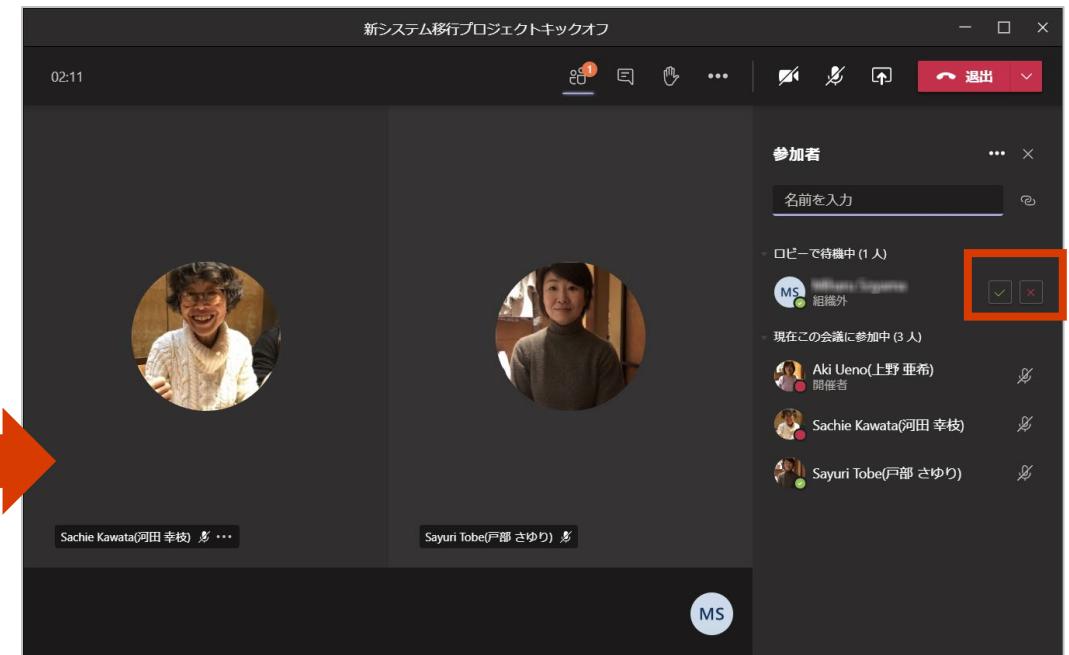 新システム移行プロジェクトキックオフ
02:11
1
退出
参加者
名前を入力
ロビーで待機中 (1 人)
MS
組織外
現在この会議に参加中 (3 人)
Aki Ueno(上野 亜希)
開催者
Sachie Kawata(河田 幸枝)
Sayuri Tobe(戸部 さゆり)
Sachie Kawata(河田 幸枝)
Sayuri Tobe(戸部 さゆり)
MS